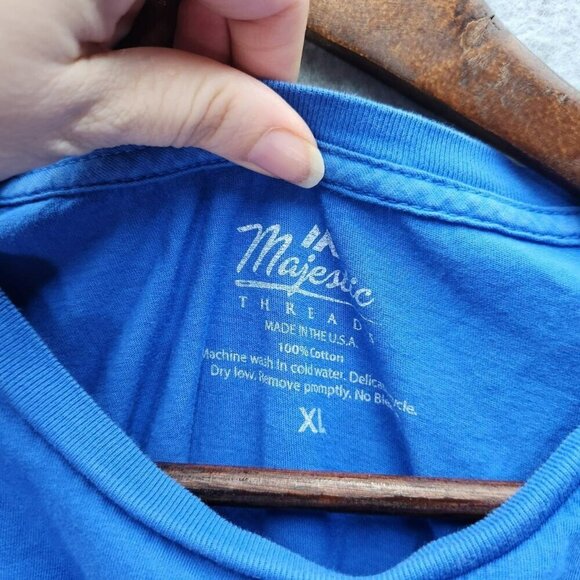 Majestic
THREADS
MADE IN THE U.S.A.
100% Cotton
Machine wash in cold water. Delicate
Dry low. Remove promptly. No Bleach
XL